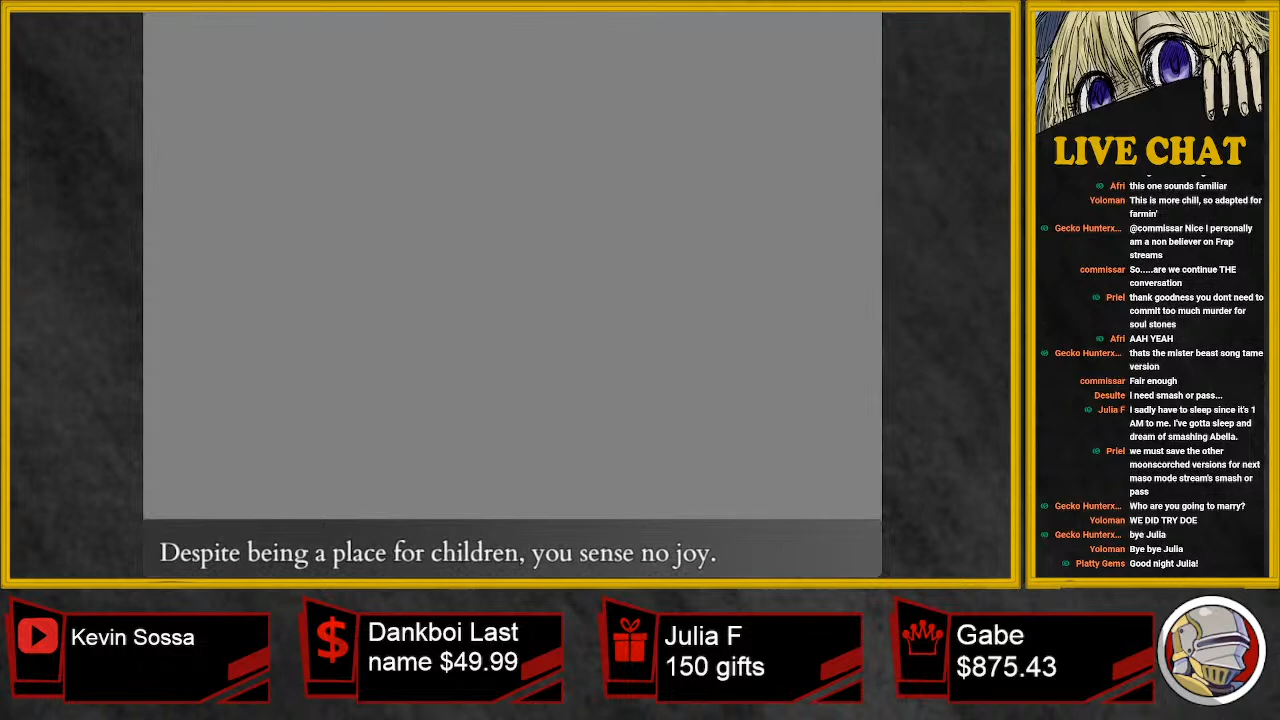 LIVE CHAT
Afri this one sounds familiar
Yoloman This is more chill, so adapted for
farmin'
Gecko Hunterx... @commissar Nice I personally
am a non believer on Frap
streams
commissar So.....are we continue THE
conversation
Priel thank goodness you dont need to
commit too much murder for
soul stones
Afri AAH YEAH
Gecko Hunterx... thats the mister beast song tame
version
commissar Fair enough
Desulte I need smash or pass...
Julia F I sadly have to sleep since it's 1
AM to me. I've gotta sleep and
dream of smashing Abella.
Priel we must save the other
moonscorched versions for next
maso mode stream's smash or
pass
Gecko Hunterx... Who are you going to marry?
Yoloman WE DID TRY DOE
Gecko Hunterx... bye Julia
Yoloman Bye bye Julia
Platty Gems Good night Julia!
Despite being a place for children, you sense no joy.
Kevin Sossa
Dankboi Last
name $49.99
Julia F
150 gifts
Gabe
$875.43